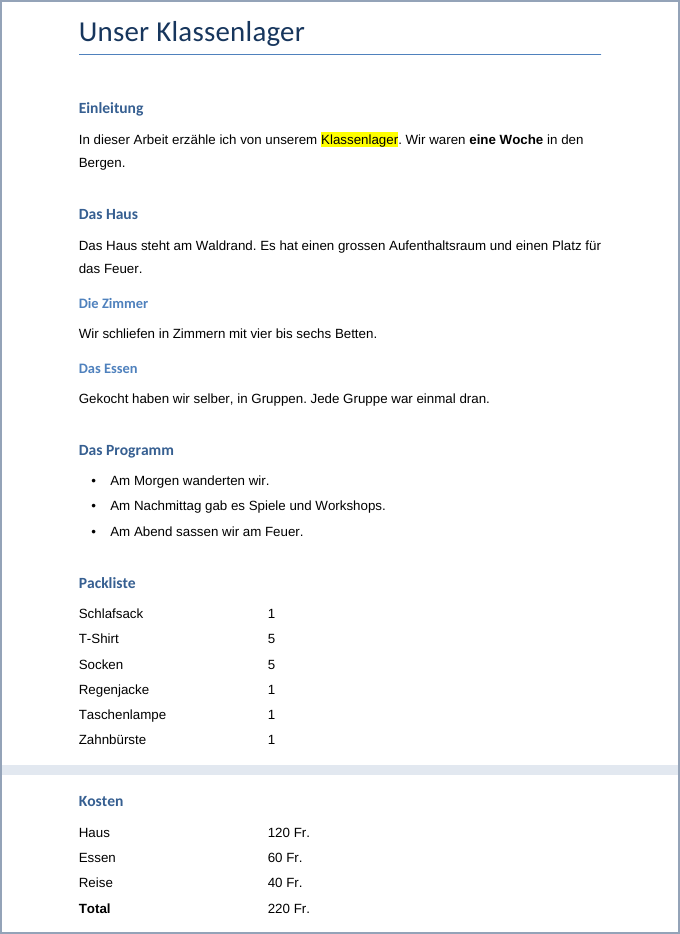 Unser Klassenlager
Einleitung
In dieser Arbeit erzähle ich von unserem Klassenlager. Wir waren eine Woche in den
Bergen.
Das Haus
Das Haus steht am Waldrand. Es hat einen grossen Aufenthaltsraum und einen Platz für
das Feuer.
Die Zimmer
Wir schliefen in Zimmern mit vier bis sechs Betten.
Das Essen
Gekocht haben wir selber, in Gruppen. Jede Gruppe war einmal dran.
Das Programm
• Am Morgen wanderten wir.
• Am Nachmittag gab es Spiele und Workshops.
• Am Abend sassen wir am Feuer.
Packliste
Schlafsack 1
T-Shirt 5
Socken 5
Regenjacke 1
Taschenlampe 1
Zahnbürste 1
Kosten
Haus 120 Fr.
Essen 60 Fr.
Reise 40 Fr.
Total 220 Fr.